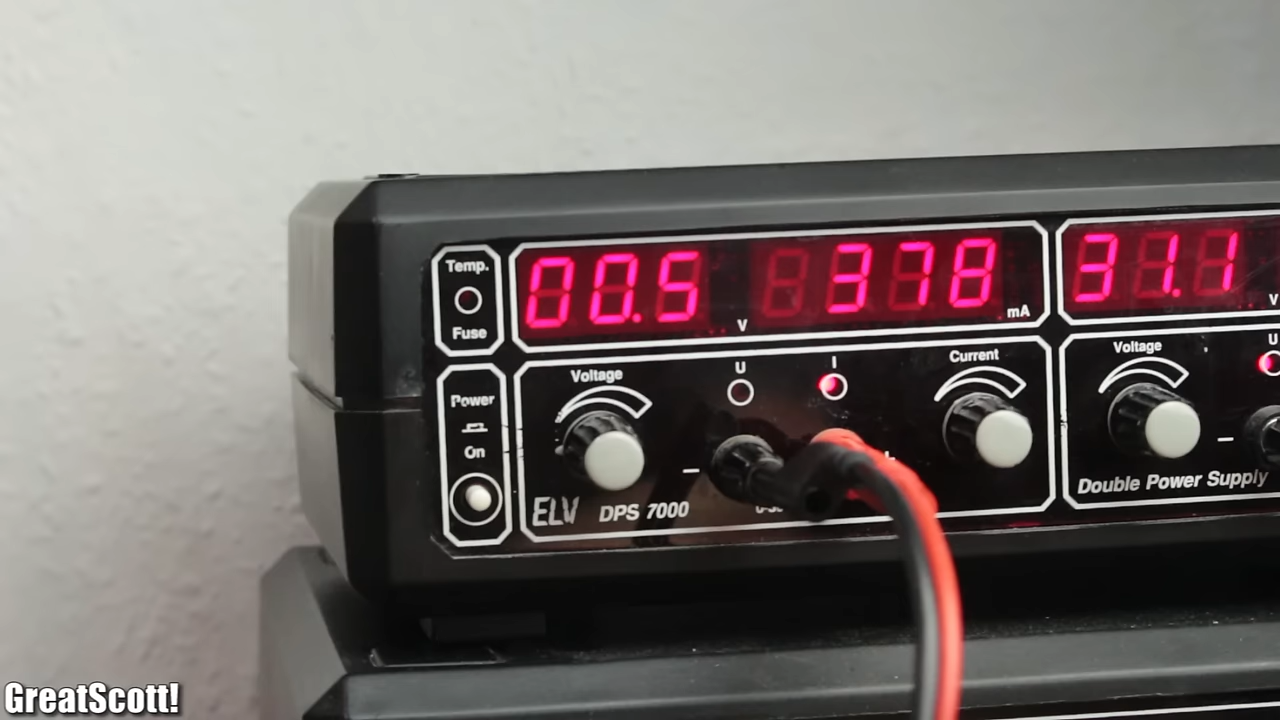 Temp.
Fuse
00.5 V
378 mA
31.1 V
Power
On
Voltage
U
I
Current
ELV DPS 7000
Voltage
U
Double Power Supply
GreatScott!